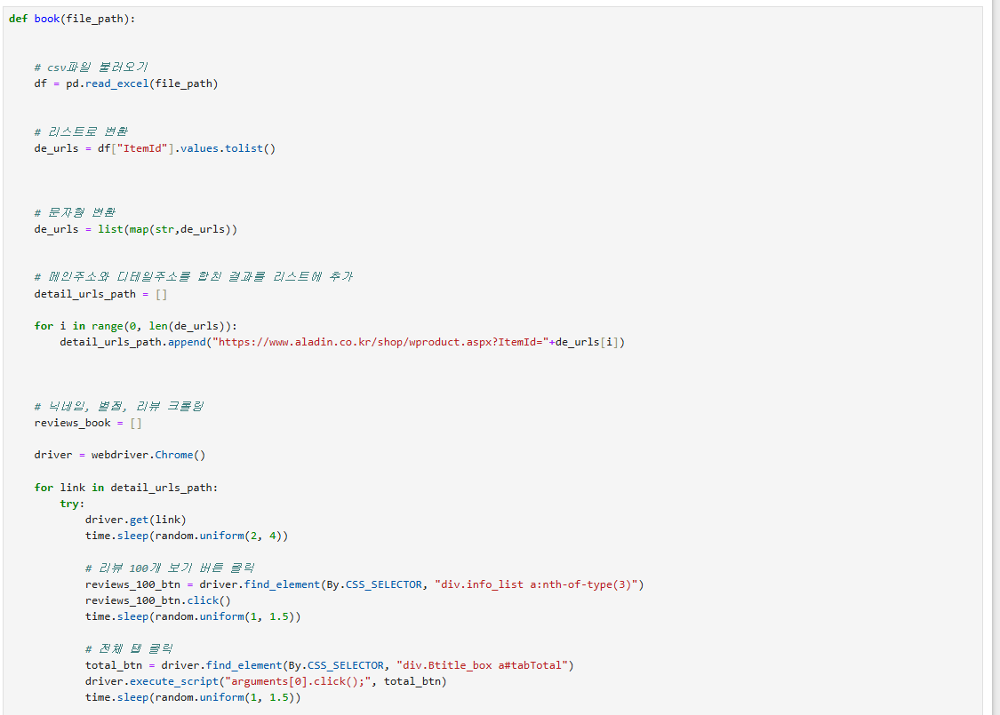 def book(file_path):
# csv파일 불러오기
df = pd.read_excel(file_path)
# 리스트로 변환
de_urls = df["ItemId"].values.tolist()
# 문자형 변환
de_urls = list(map(str,de_urls))
# 메인주소와 디테일주소를 합친 결과를 리스트에 추가
detail_urls_path = []
for i in range(0, len(de_urls)):
detail_urls_path.append("https://www.aladin.co.kr/shop/wproduct.aspx?ItemId="+de_urls[i])
# 닉네임, 별점, 리뷰 크롤링
reviews_book = []
driver = webdriver.Chrome()
for link in detail_urls_path:
try:
driver.get(link)
time.sleep(random.uniform(2, 4))
# 리뷰 100개 보기 버튼 클릭
reviews_100_btn = driver.find_element(By.CSS_SELECTOR, "div.info_list a:nth-of-type(3)")
reviews_100_btn.click()
time.sleep(random.uniform(1, 1.5))
# 전체 탭 클릭
total_btn = driver.find_element(By.CSS_SELECTOR, "div.Btitle_box a#tabTotal")
driver.execute_script("arguments[0].click();", total_btn)
time.sleep(random.uniform(1, 1.5))